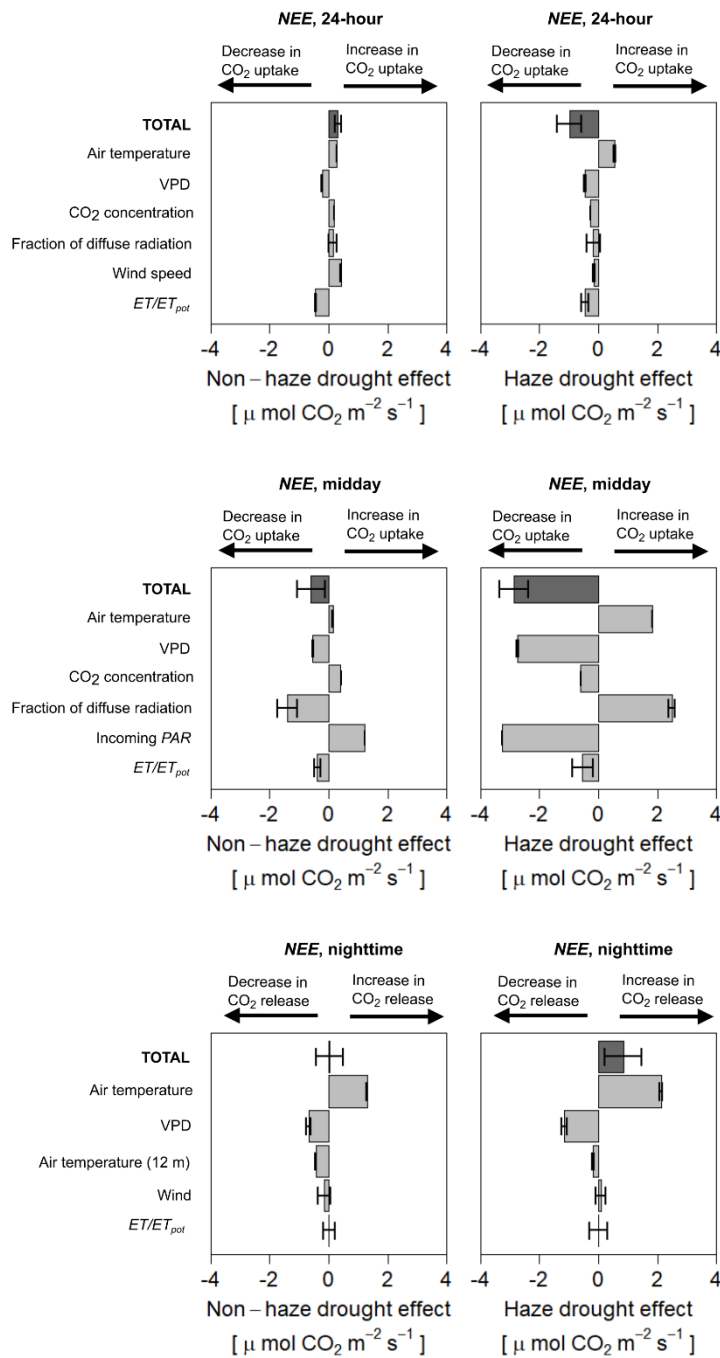 NEE, 24-hour
NEE, 24-hour
Decrease in
CO₂ uptake
Increase in
CO₂ uptake
Decrease in
CO₂ uptake
Increase in
CO₂ uptake
TOTAL
Air temperature
VPD
CO₂ concentration
Fraction of diffuse radiation
Wind speed
ET/ET_pot
-4 -2 0 2 4
-4 -2 0 2 4
Non – haze drought effect
[ μ mol CO₂ m⁻² s⁻¹ ]
Haze drought effect
[ μ mol CO₂ m⁻² s⁻¹ ]
NEE, midday
NEE, midday
Decrease in
CO₂ uptake
Increase in
CO₂ uptake
Decrease in
CO₂ uptake
Increase in
CO₂ uptake
TOTAL
Air temperature
VPD
CO₂ concentration
Fraction of diffuse radiation
Incoming PAR
ET/ET_pot
-4 -2 0 2 4
-4 -2 0 2 4
Non – haze drought effect
[ μ mol CO₂ m⁻² s⁻¹ ]
Haze drought effect
[ μ mol CO₂ m⁻² s⁻¹ ]
NEE, nighttime
NEE, nighttime
Decrease in
CO₂ release
Increase in
CO₂ release
Decrease in
CO₂ release
Increase in
CO₂ release
TOTAL
Air temperature
VPD
Air temperature (12 m)
Wind
ET/ET_pot
-4 -2 0 2 4
-4 -2 0 2 4
Non – haze drought effect
[ μ mol CO₂ m⁻² s⁻¹ ]
Haze drought effect
[ μ mol CO₂ m⁻² s⁻¹ ]